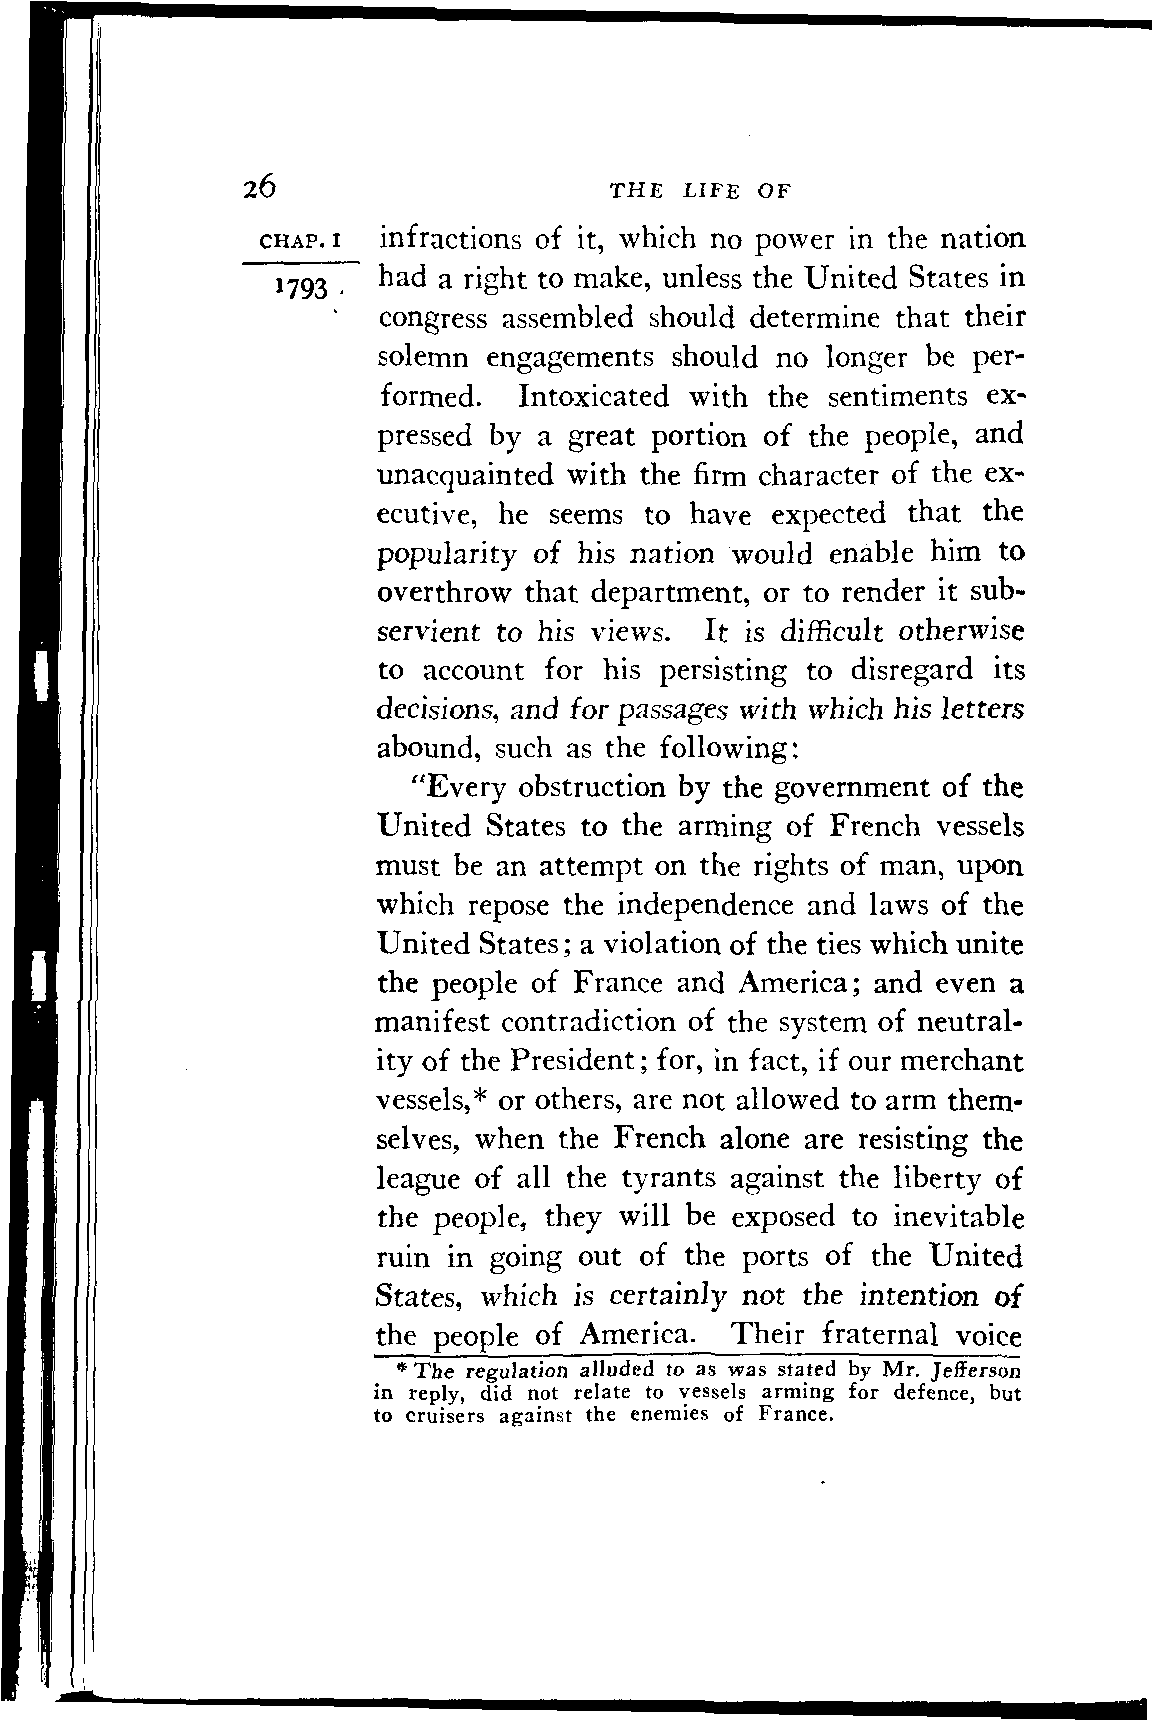 26
THE LIFE OF
CHAP. I
1793
infractions of it, which no power in the nation
had a right to make, unless the United States in
congress assembled should determine that their
solemn engagements should no longer be per-
formed. Intoxicated with the sentiments ex-
pressed by a great portion of the people, and
unacquainted with the firm character of the ex-
ecutive, he seems to have expected that the
popularity of his nation would enable him to
overthrow that department, or to render it sub-
servient to his views. It is difficult otherwise
to account for his persisting to disregard its
decisions, and for passages with which his letters
abound, such as the following:
"Every obstruction by the government of the
United States to the arming of French vessels
must be an attempt on the rights of man, upon
which repose the independence and laws of the
United States; a violation of the ties which unite
the people of France and America; and even a
manifest contradiction of the system of neutral-
ity of the President; for, in fact, if our merchant
vessels,* or others, are not allowed to arm them-
selves, when the French alone are resisting the
league of all the tyrants against the liberty of
the people, they will be exposed to inevitable
ruin in going out of the ports of the United
States, which is certainly not the intention of
the people of America. Their fraternal voice
* The regulation alluded to as was stated by Mr. Jefferson
in reply, did not relate to vessels arming for defence, but
to cruisers against the enemies of France.